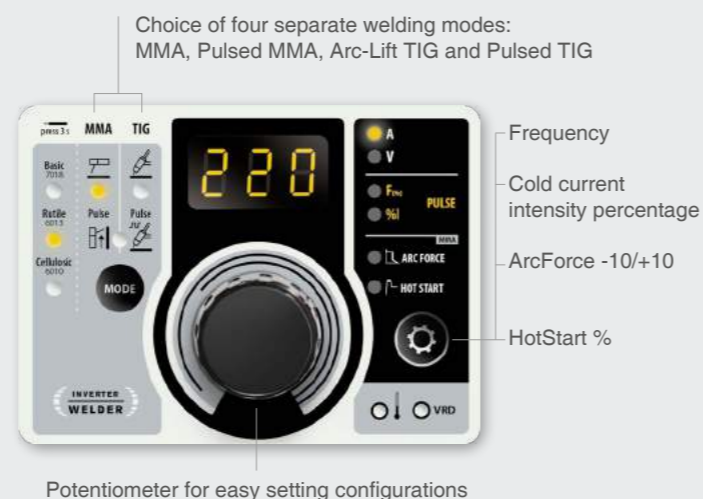 Choice of four separate welding modes:
MMA, Pulsed MMA, Arc-Lift TIG and Pulsed TIG
press 3s MMA TIG
Basic
7018
Rutile
6013
Cellulosic
6010
Pulse Pulse
MODE
INVERTER
WELDER
220
A
V
Fʀᴇǫ
%I
PULSE
MMA
ARC FORCE
HOT START
VRD
Frequency
Cold current
intensity percentage
ArcForce -10/+10
HotStart %
Potentiometer for easy setting configurations